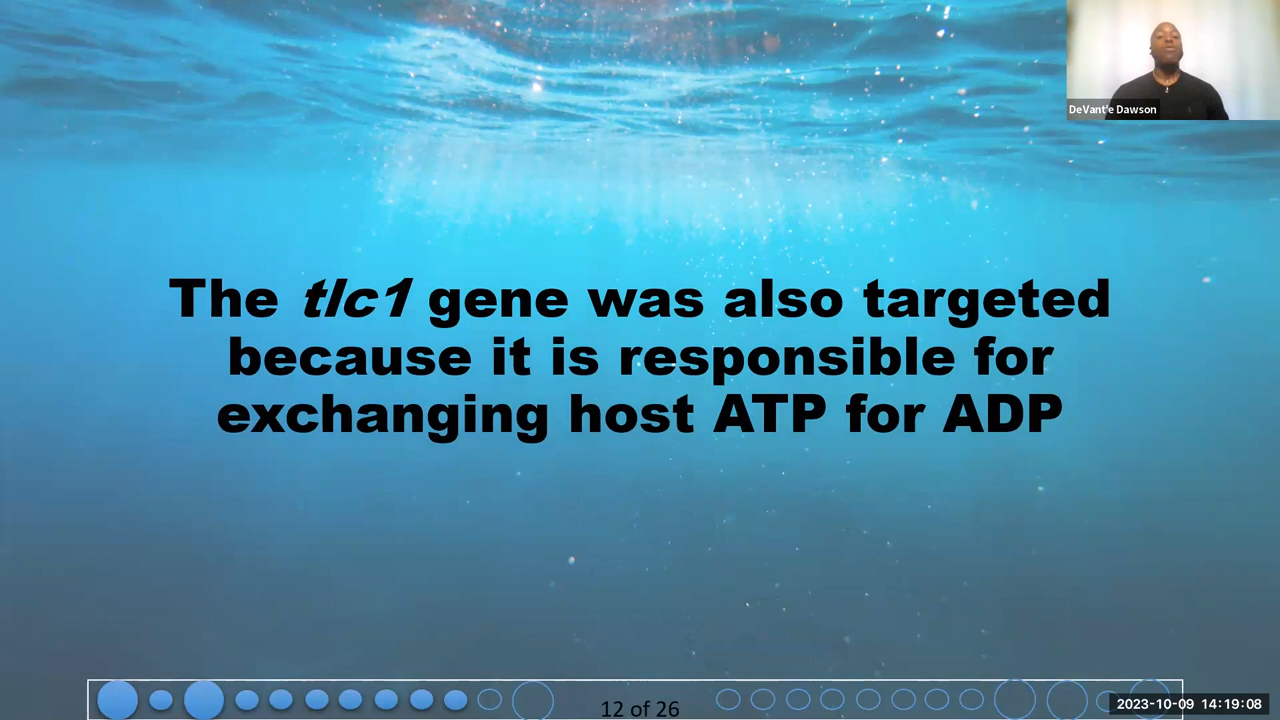 DeVant'e Dawson
The tlc1 gene was also targeted
because it is responsible for
exchanging host ATP for ADP
12 of 26
2023-10-09 14:19:08